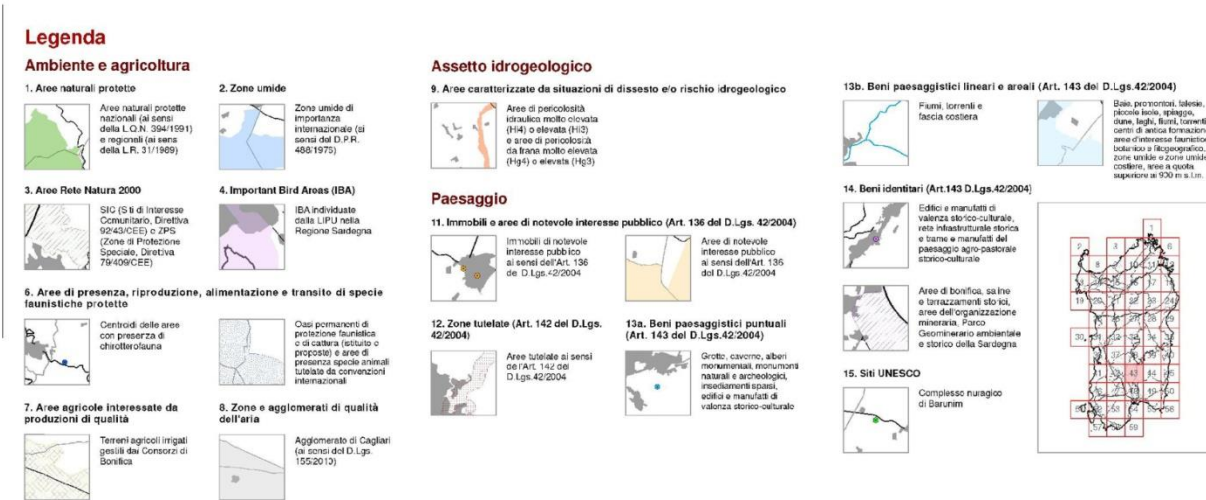 Legenda
Ambiente e agricoltura
1. Aree naturali protette
Aree naturali protette
nazionali (ai sensi
della L.Q.N. 394/1991)
e regionali (ai sensi
della L.R. 31/1989)
2. Zone umide
Zone umide di
importanza
internazionale (ai
sensi del D.P.R.
488/1976)
3. Aree Rete Natura 2000
SIC (Siti di Interesse
Comunitario, Direttiva
92/43/CEE) e ZPS
(Zone di Protezione
Speciale, Direttiva
79/409/CEE)
4. Important Bird Areas (IBA)
IBA individuate
dalla LIPU nella
Regione Sardegna
6. Aree di presenza, riproduzione, alimentazione e transito di specie
faunistiche protette
Centroidi delle aree
con presenza di
chirotterofauna
Oasi permanenti di
protezione faunistica
e di cattura (istituite o
proposte) e aree di
presenza specie animali
tutelate da convenzioni
internazionali
7. Aree agricole interessate da
produzioni di qualità
Terreni agricoli irrigati
gestiti dai Consorzi di
Bonifica
8. Zone e agglomerati di qualità
dell'aria
Agglomerato di Cagliari
(ai sensi del D.Lgs.
155/2010)
Assetto idrogeologico
9. Aree caratterizzate da situazioni di dissesto e/o rischio idrogeologico
Aree di pericolosità
idraulica molto elevata
(Hi4) o elevata (Hi3)
e aree di pericolosità
da frana molto elevata
(Hg4) o elevata (Hg3)
Paesaggio
11. Immobili e aree di notevole interesse pubblico (Art. 136 del D.Lgs. 42/2004)
Immobili di notevole
interesse pubblico
ai sensi dell'Art. 136
del D.Lgs.42/2004
Aree di notevole
interesse pubblico
ai sensi dell'Art. 136
del D.Lgs.42/2004
12. Zone tutelate (Art. 142 del D.Lgs.
42/2004)
Aree tutelate ai sensi
dell'Art. 142 del
D.Lgs.42/2004
13a. Beni paesaggistici puntuali
(Art. 143 del D.Lgs.42/2004)
Grotte, caverne, alberi
monumentali, monumenti
naturali e archeologici,
insediamenti sparsi,
edifici e manufatti di
valenza storico-culturale
13b. Beni paesaggistici lineari e areali (Art. 143 del D.Lgs.42/2004)
Fiumi, torrenti e
fascia costiera
Baie, promontori, falesie,
piccole isole, spiagge,
dune, laghi, fiumi, torrenti
centri di antica formazione
aree d'interesse faunistico
botanico e fitogeografico,
zone umide e zone umide
costiere, aree a quota
superiore ai 900 m s.l.m.
14. Beni identitari (Art.143 D.Lgs.42/2004)
Edifici e manufatti di
valenza storico-culturale,
rete infrastrutturale storica
e trame e manufatti del
paesaggio agro-pastorale
storico-culturale
Aree di bonifica, saline
e terrazzamenti storici,
aree dell'organizzazione
mineraria, Parco
Geominerario ambientale
e storico della Sardegna
15. Siti UNESCO
Complesso nuragico
di Barunim